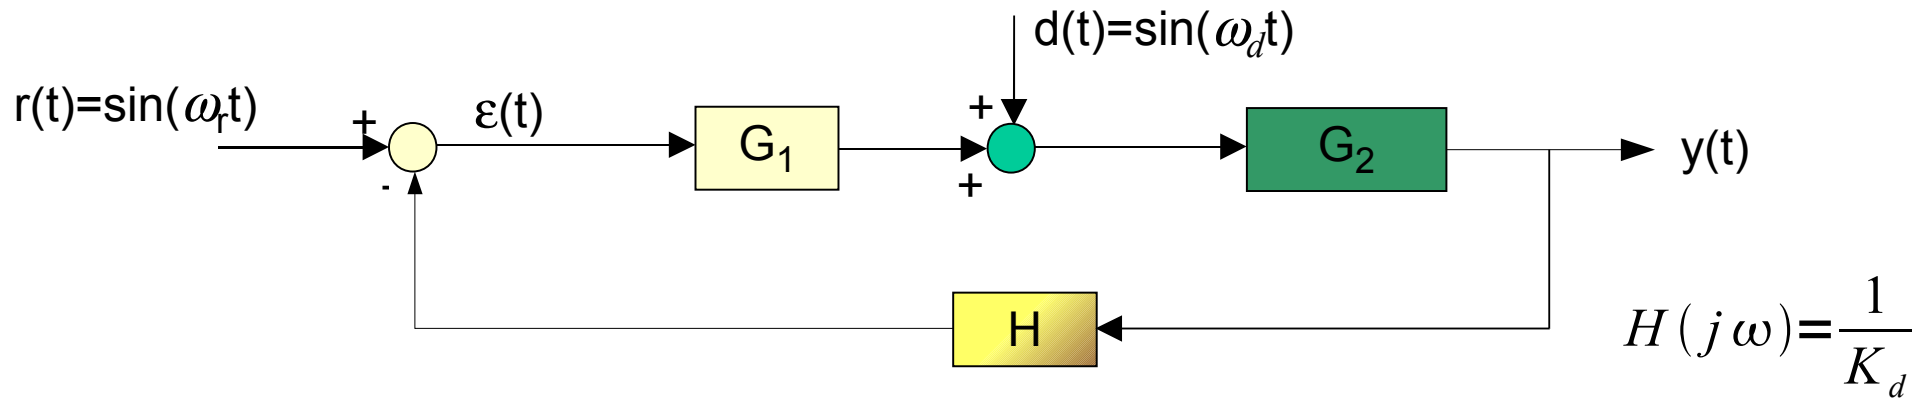 d(t)=sin(ω_d t)
r(t)=sin(ω_r t)
+
ε(t)
G₁
+
+
G₂
y(t)
-
H
H(jω)=1/K_d